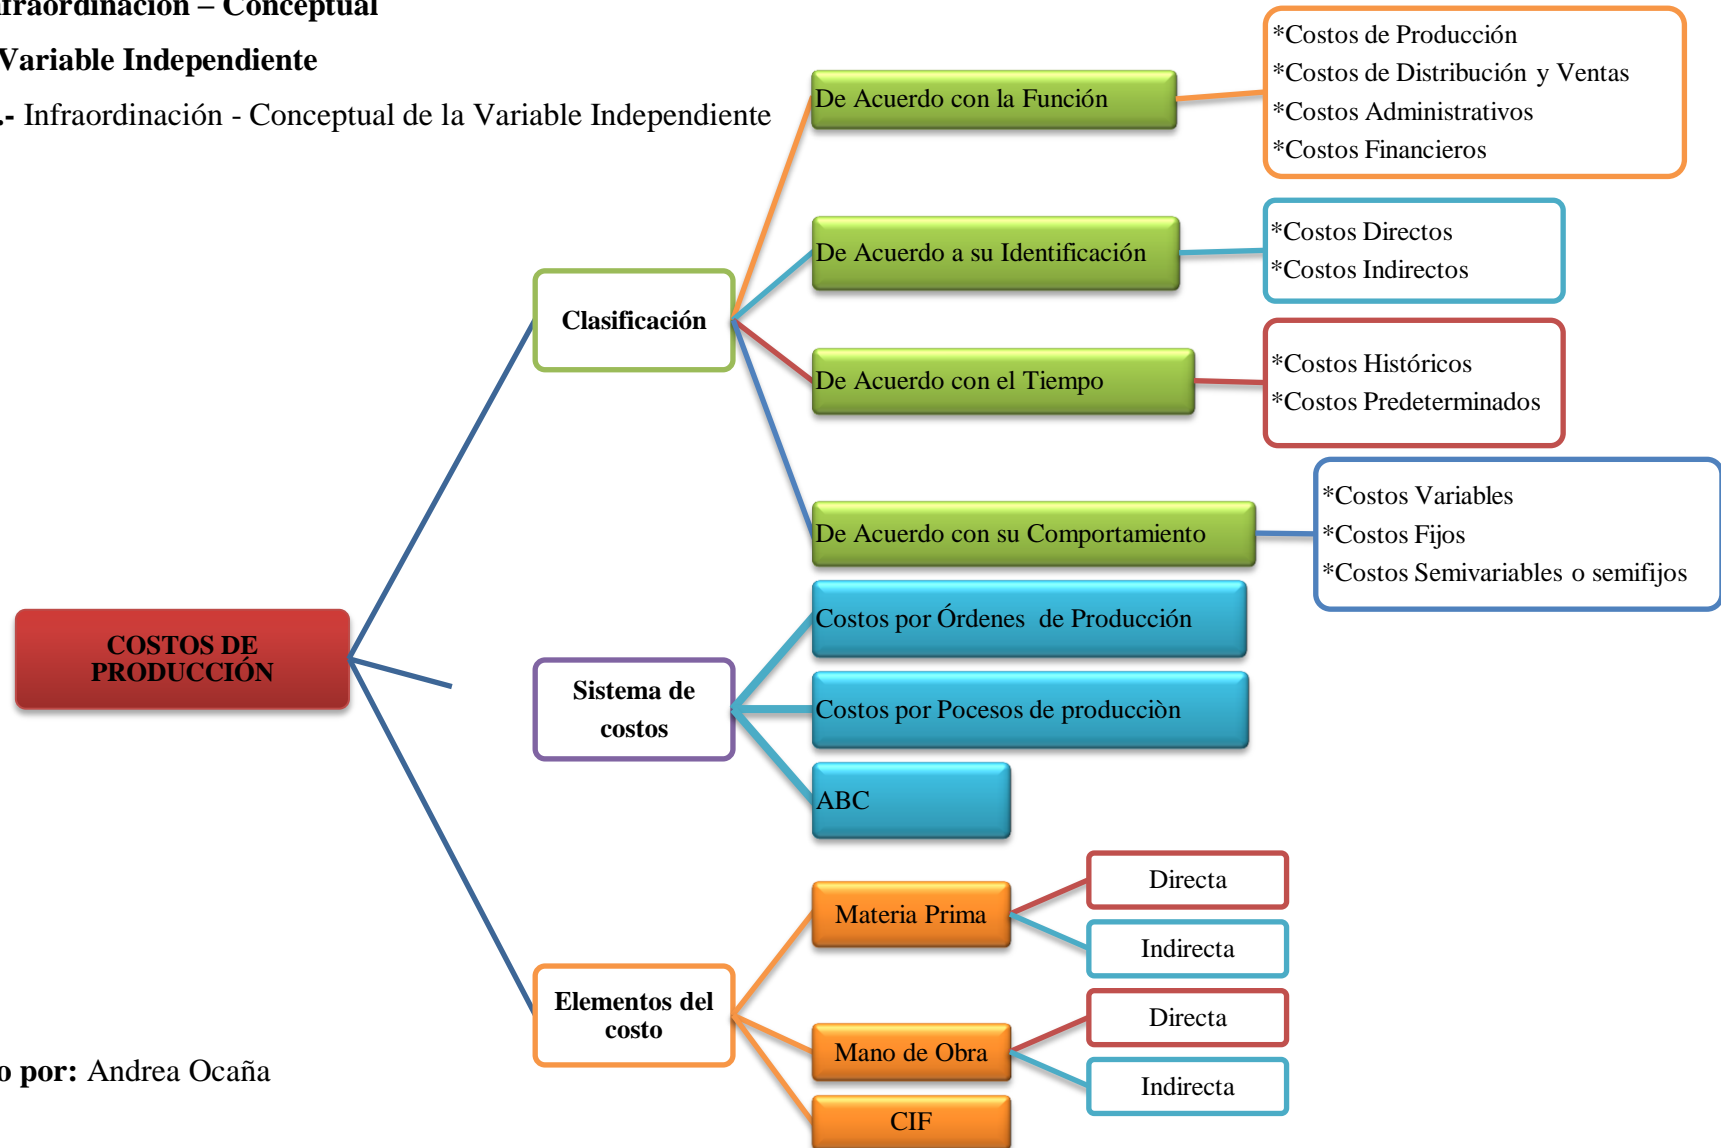 fraordinación – Conceptual
Variable Independiente
.- Infraordinación - Conceptual de la Variable Independiente
De Acuerdo con la Función
*Costos de Producción
*Costos de Distribución y Ventas
*Costos Administrativos
*Costos Financieros
De Acuerdo a su Identificación
*Costos Directos
*Costos Indirectos
Clasificación
De Acuerdo con el Tiempo
*Costos Históricos
*Costos Predeterminados
De Acuerdo con su Comportamiento
*Costos Variables
*Costos Fijos
*Costos Semivariables o semifijos
COSTOS DE
PRODUCCIÓN
Sistema de
costos
Costos por Órdenes de Producción
Costos por Pocesos de producciòn
ABC
Elementos del
costo
Materia Prima
Directa
Indirecta
Mano de Obra
Directa
Indirecta
CIF
o por: Andrea Ocaña